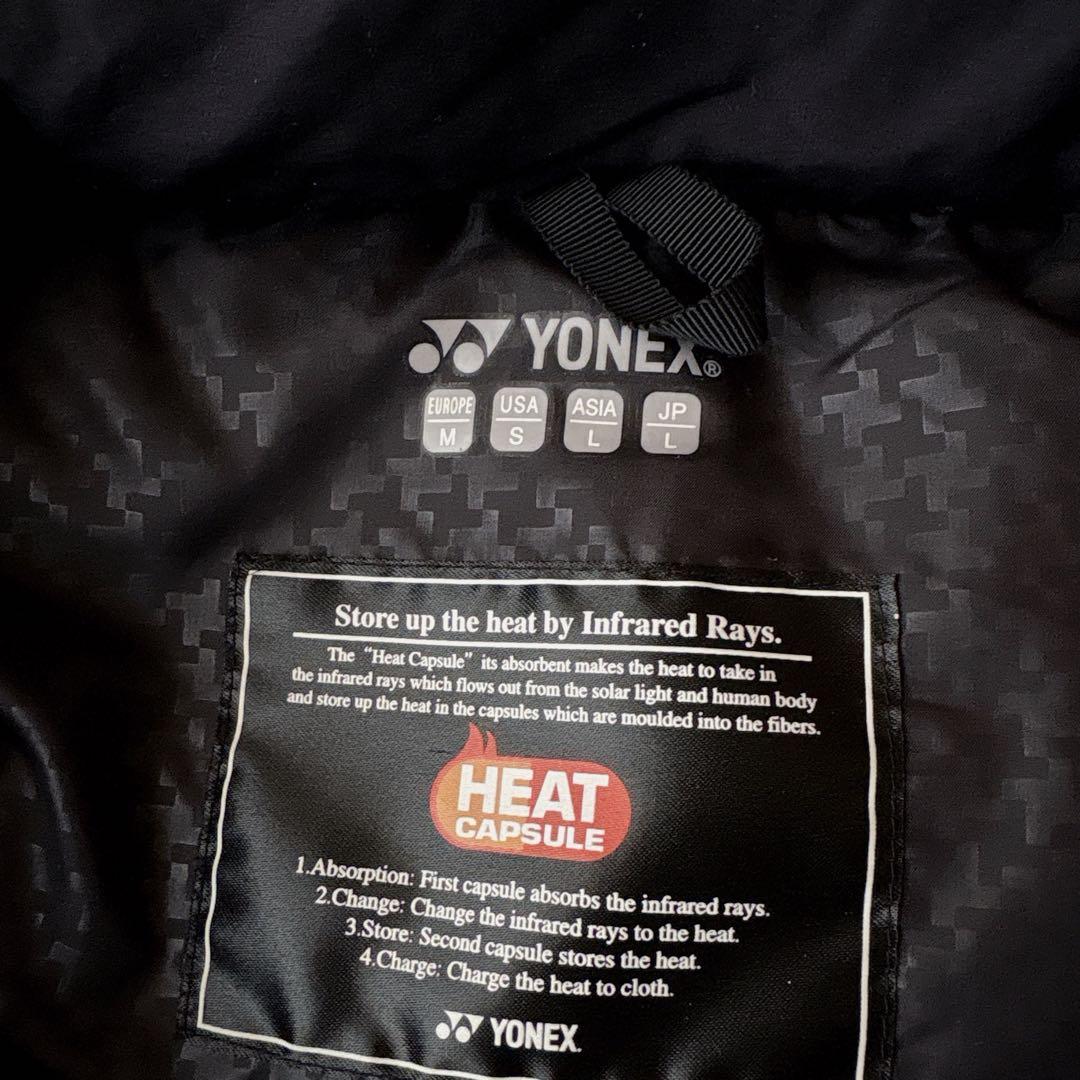 YONEX®
EUROPE M USA S ASIA L JP L
Store up the heat by Infrared Rays.
The “Heat Capsule” its absorbent makes the heat to take in
the infrared rays which flows out from the solar light and human body
and store up the heat in the capsules which are moulded into the fibers.
HEAT
CAPSULE
1.Absorption: First capsule absorbs the infrared rays.
2.Change: Change the infrared rays to the heat.
3.Store: Second capsule stores the heat.
4.Charge: Charge the heat to cloth.
YONEX.